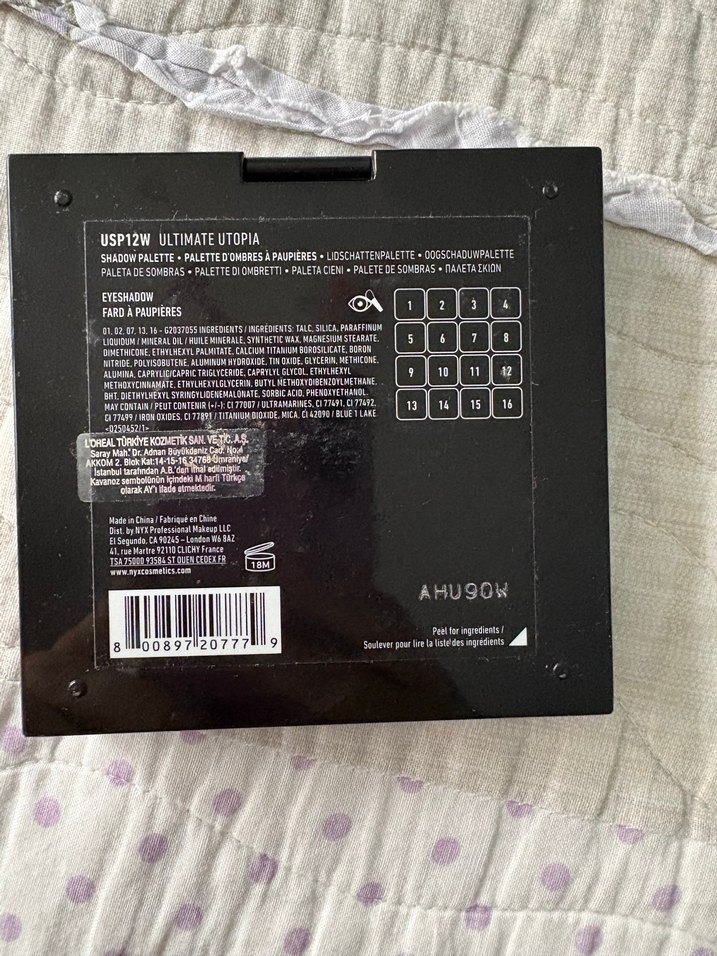 USP12W ULTIMATE UTOPIA
SHADOW PALETTE • PALETTE D'OMBRES À PAUPIÈRES • LIDSCHATTENPALETTE • OOGSCHADUWPALETTE
PALETA DE SOMBRAS • PALETTE DI OMBRETTI • PALETA CIENI • PALETE DE SOMBRAS • ΠΑΛΕΤΑ ΣΚΙΩΝ
EYESHADOW
FARD À PAUPIÈRES
01, 02, 07, 13, 16 - G2037055 INGREDIENTS / INGRÉDIENTS: TALC, SILICA, PARAFFINUM
LIQUIDUM / MINERAL OIL / HUILE MINERALE, SYNTHETIC WAX, MAGNESIUM STEARATE,
DIMETHICONE, ETHYLHEXYL PALMITATE, CALCIUM TITANIUM BOROSILICATE, BORON
NITRIDE, POLYISOBUTENE, ALUMINUM HYDROXIDE, TIN OXIDE, GLYCERIN, METHICONE,
ALUMINA, CAPRYLIC/CAPRIC TRIGLYCERIDE, CAPRYLYL GLYCOL, ETHYLHEXYL
METHOXYCINNAMATE, ETHYLHEXYLGLYCERIN, BUTYL METHOXYDIBENZOYLMETHANE,
BHT, DIETHYLHEXYL SYRINGYLIDENEMALONATE, SORBIC ACID, PHENOXYETHANOL.
MAY CONTAIN / PEUT CONTENIR (+/-): CI 77007 / ULTRAMARINES, CI 77491, CI 77492,
CI 77499 / IRON OXIDES, CI 77891 / TITANIUM DIOXIDE, MICA, CI 42090 / BLUE 1 LAKE.
<D250452/1>
1 2 3 4
5 6 7 8
9 10 11 12
13 14 15 16
L'OREAL TÜRKİYE KOZMETİK SAN. VE TİC. A.Ş.
Saray Mah. Dr. Adnan Büyükdeniz Cad. No:4
AKKOM 2. Blok Kat:14-15-16 34768 Ümraniye/
İstanbul tarafından A.B.'den ithal edilmiştir.
Kavanoz sembolünün içindeki M harfi Türkçe
olarak AY'ı ifade etmektedir.
Made in China / Fabriqué en Chine
Dist. by NYX Professional Makeup LLC
El Segundo, CA 90245 – London W6 8AZ
41, rue Martre 92110 CLICHY France
TSA 75000 93584 ST OUEN CEDEX FR
www.nyxcosmetics.com
18M
AHU90W
8 00897 20777 9
Peel for ingredients /
Soulever pour lire la liste des ingrédients